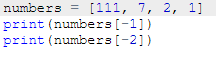 numbers = [111, 7, 2, 1]
print(numbers[-1])
print(numbers[-2])